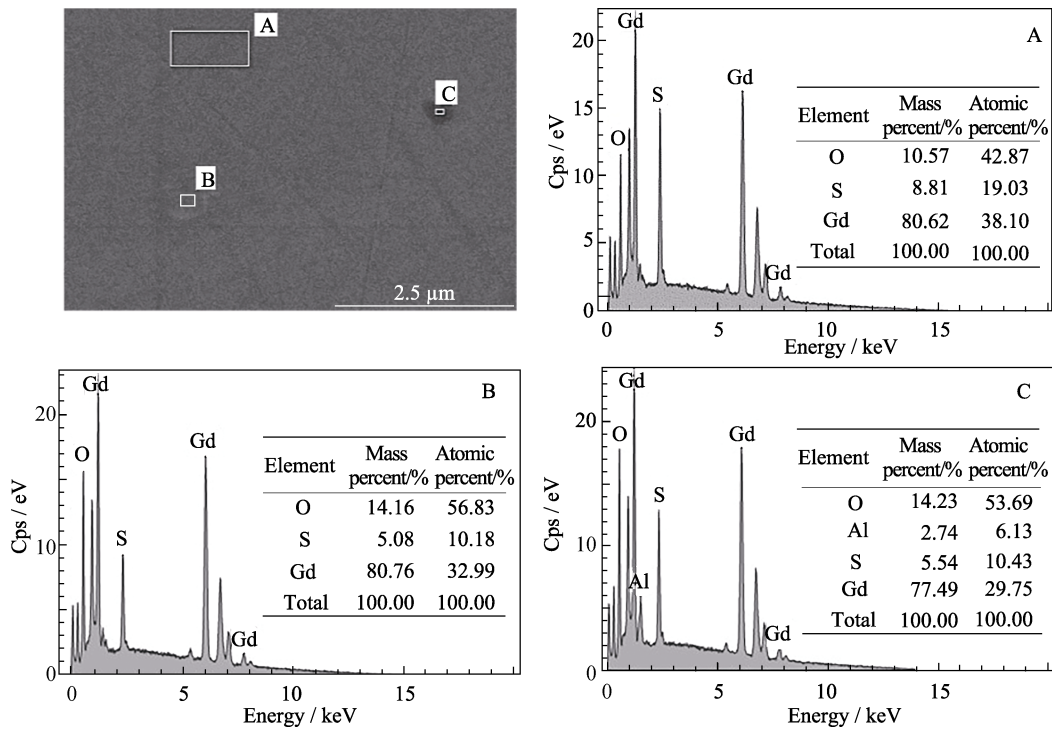 A
C
B
2.5 µm
A
Gd
Gd
S
O
Gd
Cps / eV
20
15
10
5
0
0 5 10 15
Energy / keV
Element Mass percent/% Atomic percent/%
O 10.57 42.87
S 8.81 19.03
Gd 80.62 38.10
Total 100.00 100.00
B
Gd
Gd
O
S
Gd
Cps / eV
20
10
0
0 5 10 15
Energy / keV
Element Mass percent/% Atomic percent/%
O 14.16 56.83
S 5.08 10.18
Gd 80.76 32.99
Total 100.00 100.00
C
Gd
O
Gd
S
Al
Gd
Cps / eV
20
10
0
0 5 10 15
Energy / keV
Element Mass percent/% Atomic percent/%
O 14.23 53.69
Al 2.74 6.13
S 5.54 10.43
Gd 77.49 29.75
Total 100.00 100.00